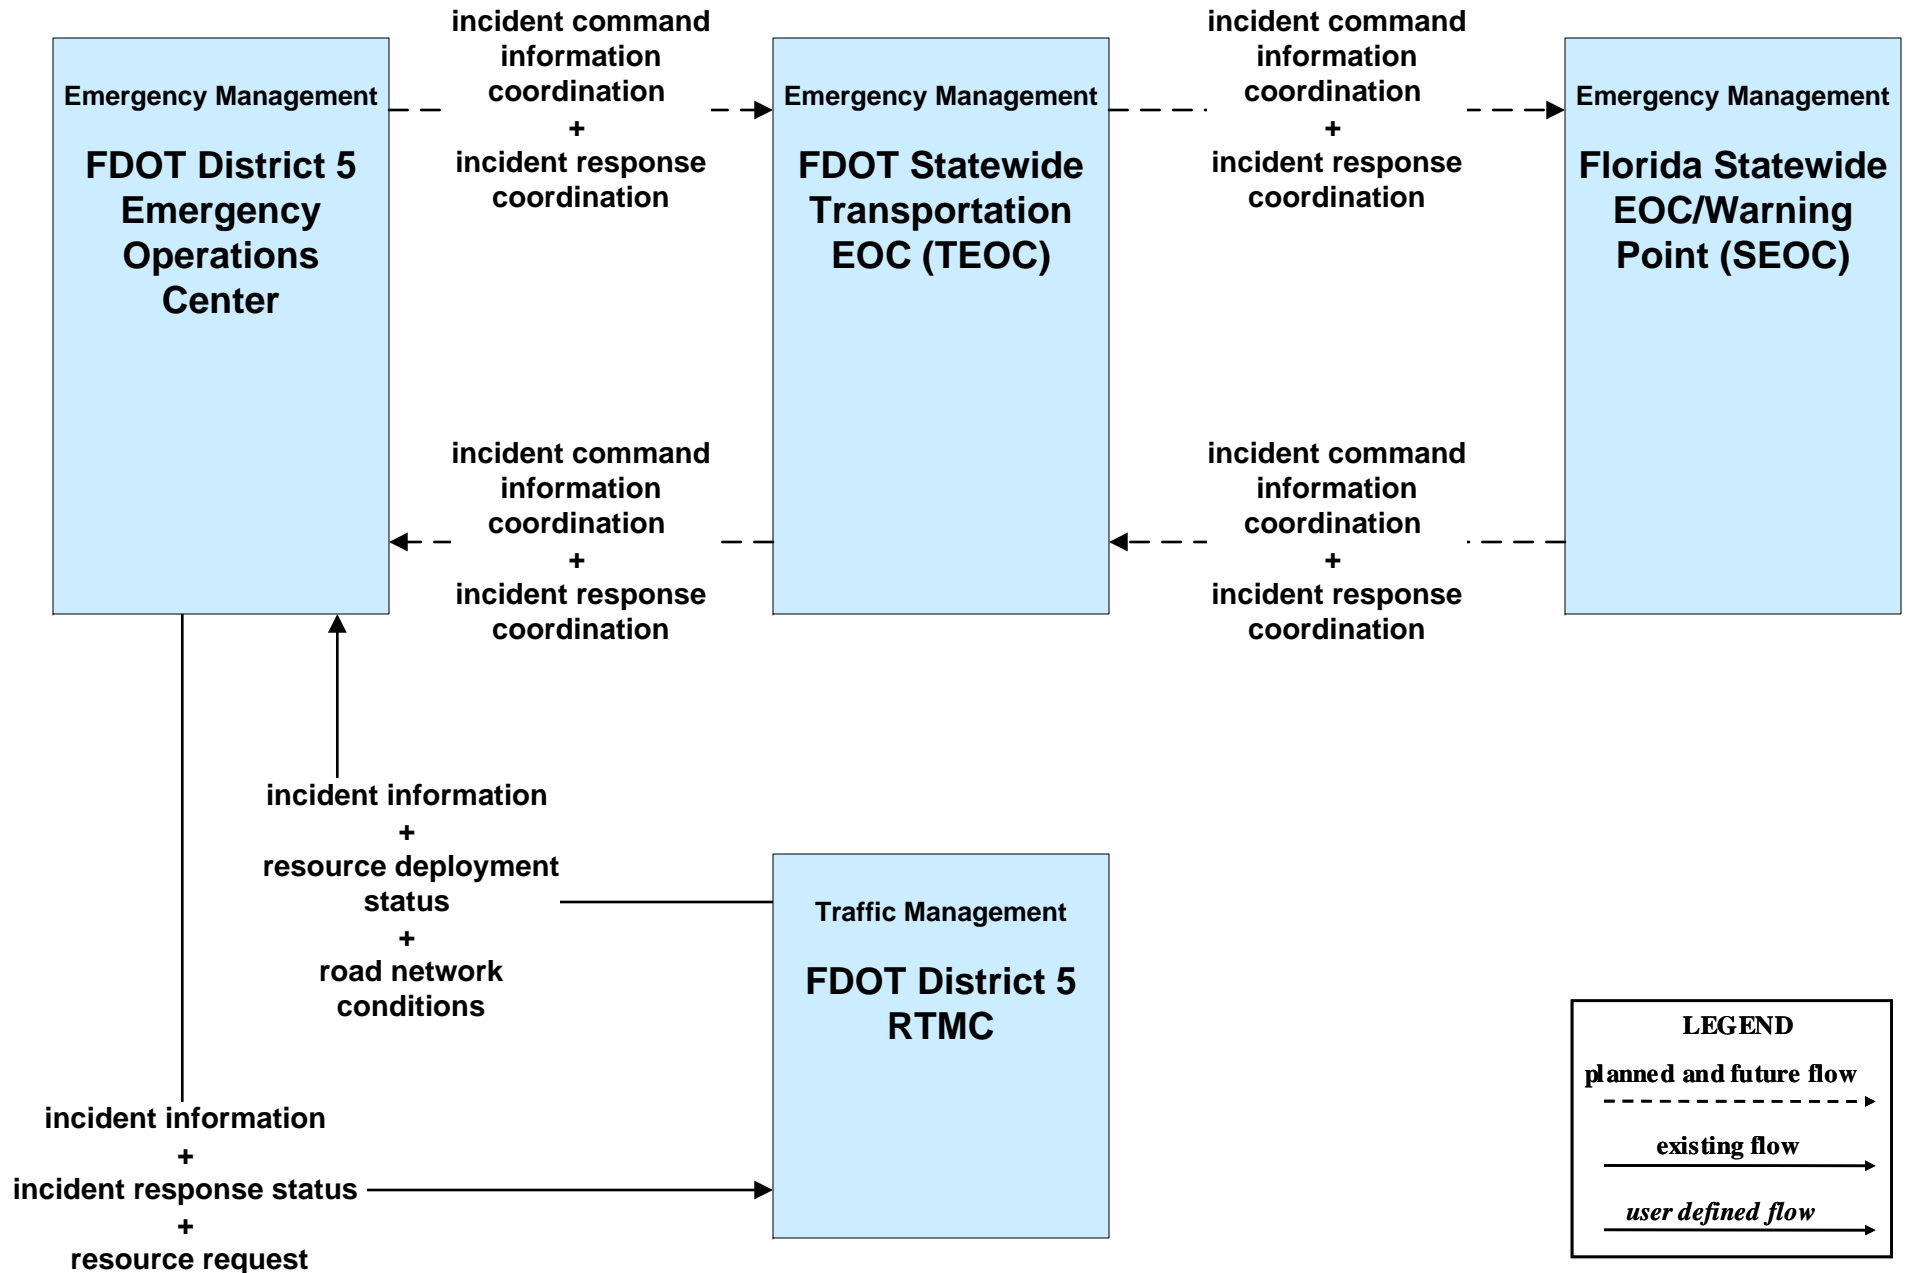 incident command
information
coordination
+
incident response
coordination
incident command
information
coordination
+
incident response
coordination
Emergency Management
FDOT District 5
Emergency
Operations
Center
Emergency Management
FDOT Statewide
Transportation
EOC (TEOC)
Emergency Management
Florida Statewide
EOC/Warning
Point (SEOC)
incident command
information
coordination
+
incident response
coordination
incident command
information
coordination
+
incident response
coordination
incident information
+
resource deployment
status
+
road network
conditions
Traffic Management
FDOT District 5
RTMC
incident information
+
incident response status
+
resource request
LEGEND
planned and future flow
existing flow
user defined flow